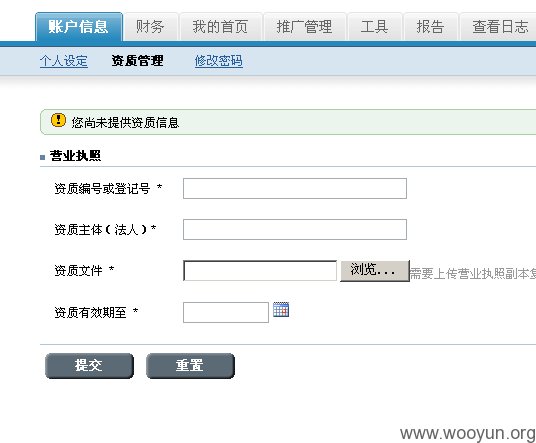 账户信息 财务 我的首页 推广管理 工具 报告 查看日志
个人设定 资质管理 修改密码
您尚未提供资质信息
营业执照
资质编号或登记号 *
资质主体(法人) *
资质文件 * 浏览... 需要上传营业执照副本复
资质有效期至 *
提交 重置
www.wooyun.org